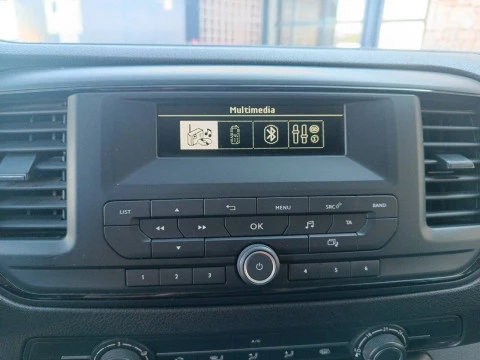 Multimedia
LIST MENU SRC BAND
OK TA
1 2 3 4 5 6